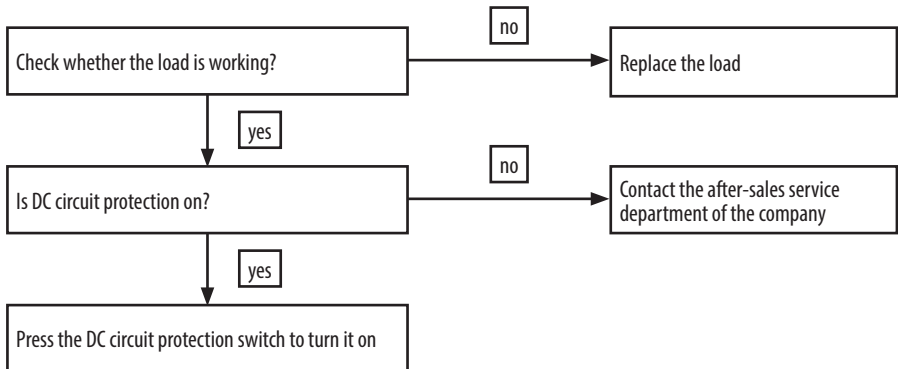 no
Check whether the load is working?
Replace the load
yes
no
Is DC circuit protection on?
Contact the after-sales service
department of the company
yes
Press the DC circuit protection switch to turn it on